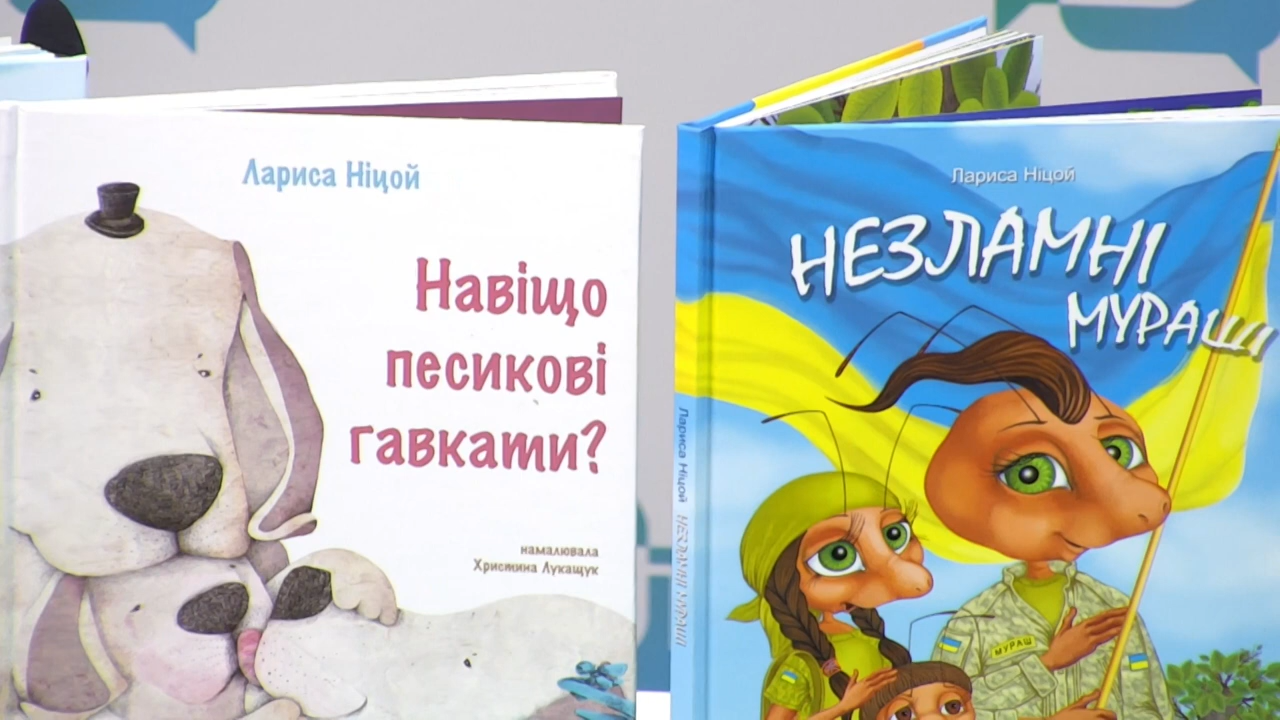 Лариса Ніцой
Навіщо
песикові
гавкати?
намалювала
Христина Лукащук
Лариса Ніцой
НЕЗЛАМНІ
МУРАШІ
Лариса Ніцой НЕЗЛАМНІ МУРАШІ
МУРАШ